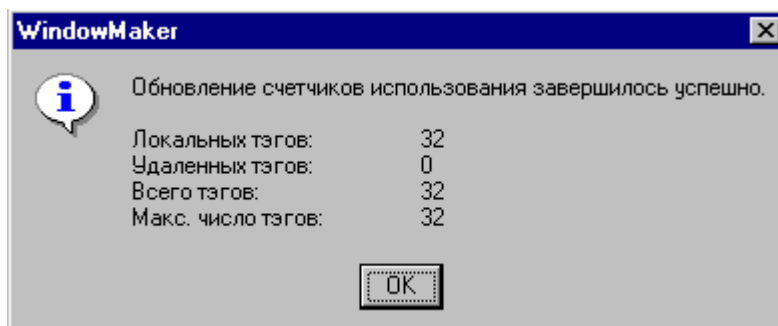 WindowMaker
Обновление счетчиков использования завершилось успешно.
Локальных тэгов: 32
Удаленных тэгов: 0
Всего тэгов: 32
Макс. число тэгов: 32
OK